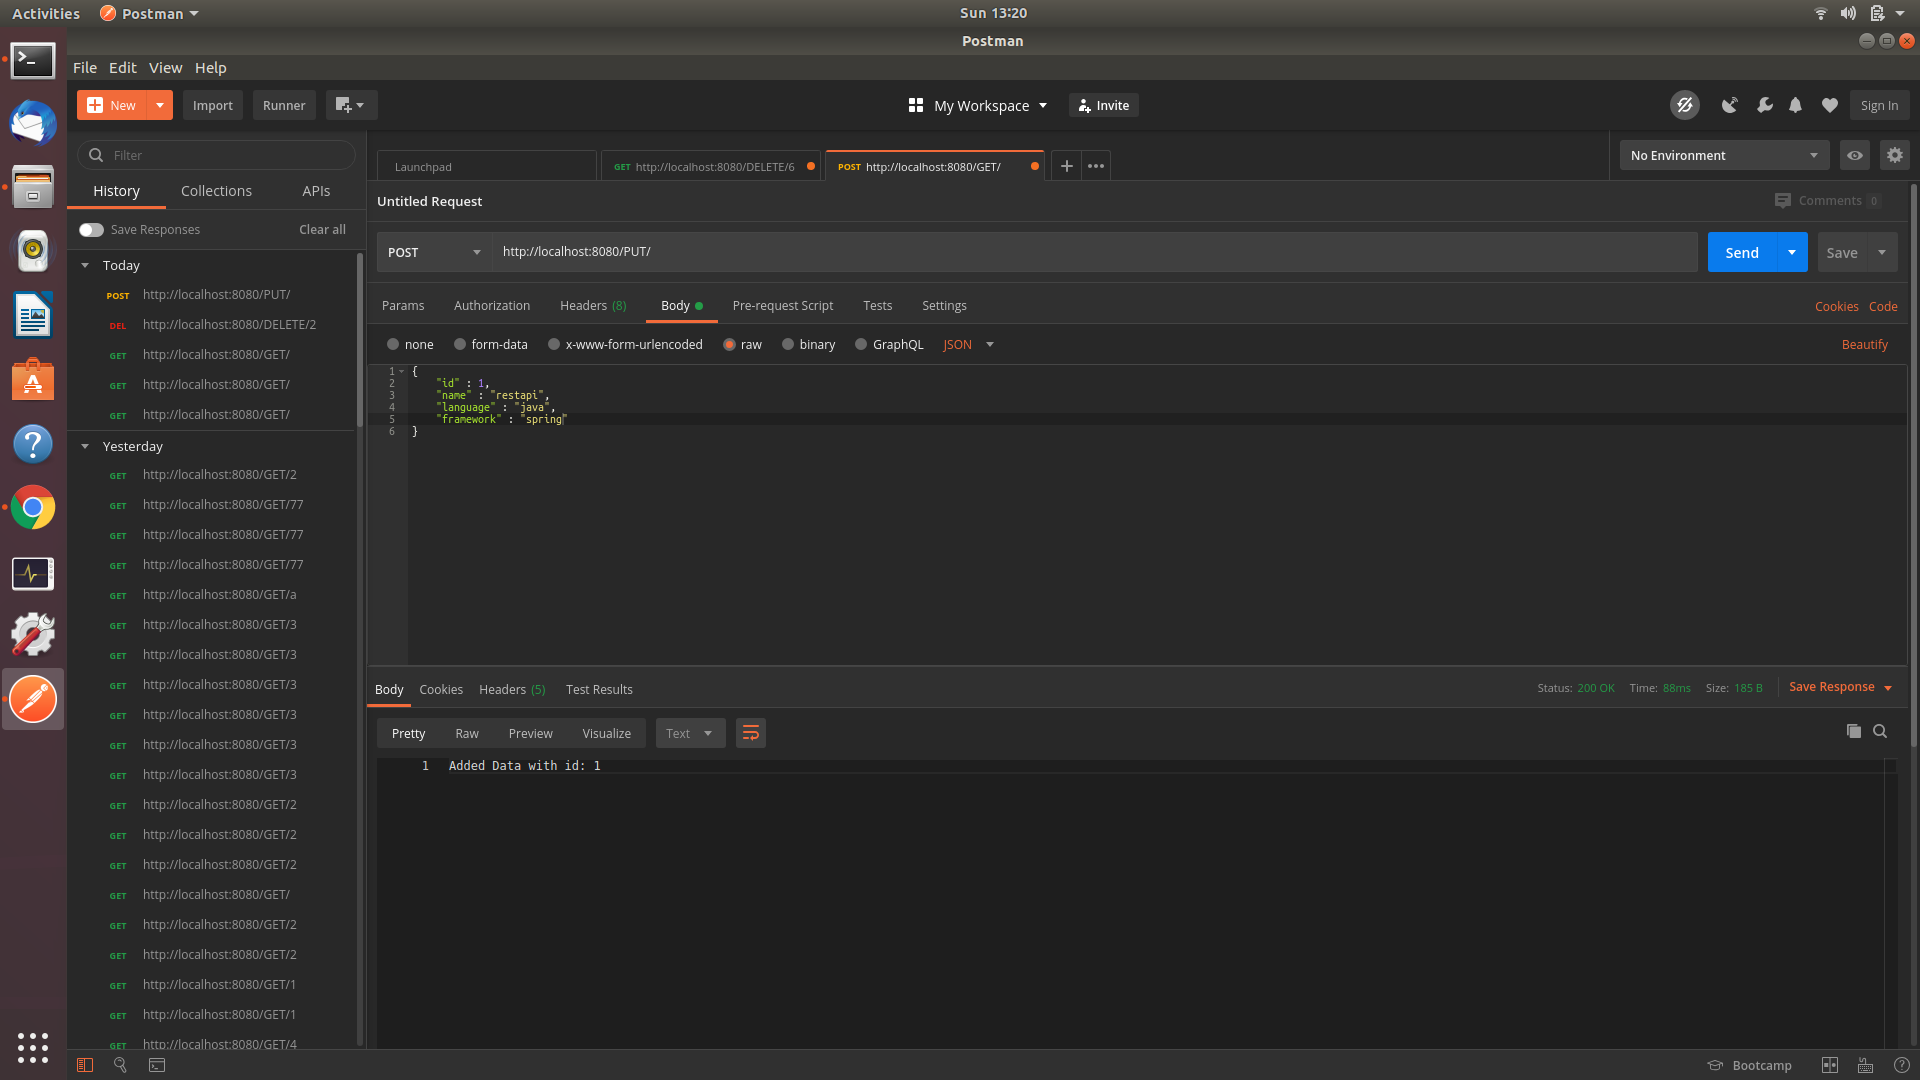 Activities
Postman
Sun 13:20
Postman
File Edit View Help
New
Import
Runner
My Workspace
Invite
Sign In
Filter
Launchpad
GET http://localhost:8080/DELETE/6
POST http://localhost:8080/GET/
No Environment
History Collections APIs
Save Responses Clear all
Untitled Request
Comments 0
POST http://localhost:8080/PUT/
Send
Save
Params Authorization Headers (8) Body Pre-request Script Tests Settings
Cookies Code
none form-data x-www-form-urlencoded raw binary GraphQL JSON
Beautify
1 {
2 "id" : 1,
3 "name" : "restapi",
4 "language" : "java",
5 "framework" : "spring"
6 }
Today
POST http://localhost:8080/PUT/
DEL http://localhost:8080/DELETE/2
GET http://localhost:8080/GET/
GET http://localhost:8080/GET/
GET http://localhost:8080/GET/
Yesterday
GET http://localhost:8080/GET/2
GET http://localhost:8080/GET/77
GET http://localhost:8080/GET/77
GET http://localhost:8080/GET/77
GET http://localhost:8080/GET/a
GET http://localhost:8080/GET/3
GET http://localhost:8080/GET/3
GET http://localhost:8080/GET/3
GET http://localhost:8080/GET/3
GET http://localhost:8080/GET/3
GET http://localhost:8080/GET/3
GET http://localhost:8080/GET/2
GET http://localhost:8080/GET/2
GET http://localhost:8080/GET/2
GET http://localhost:8080/GET/
GET http://localhost:8080/GET/2
GET http://localhost:8080/GET/2
GET http://localhost:8080/GET/1
GET http://localhost:8080/GET/1
GET http://localhost:8080/GET/4
Body Cookies Headers (5) Test Results
Status: 200 OK Time: 88ms Size: 185 B Save Response
Pretty Raw Preview Visualize Text
1 Added Data with id: 1
Bootcamp